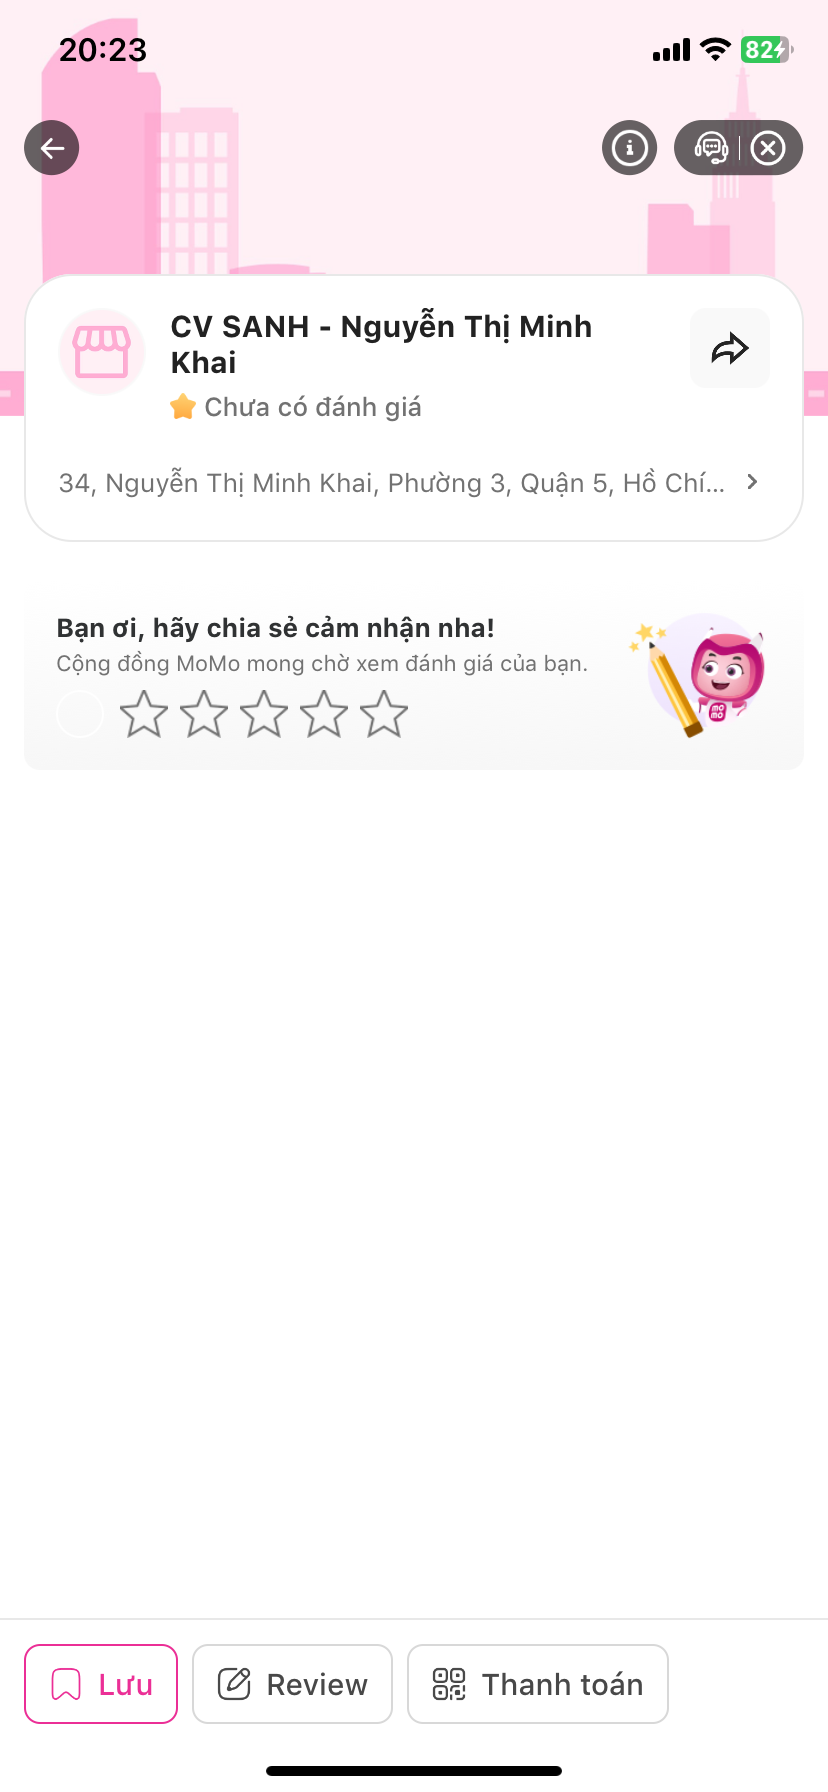 20:23
82
CV SANH - Nguyễn Thị Minh
Khai
Chưa có đánh giá
34, Nguyễn Thị Minh Khai, Phường 3, Quận 5, Hồ Chí...
Bạn ơi, hãy chia sẻ cảm nhận nha!
Cộng đồng MoMo mong chờ xem đánh giá của bạn.
mo
mo
Lưu
Review
Thanh toán